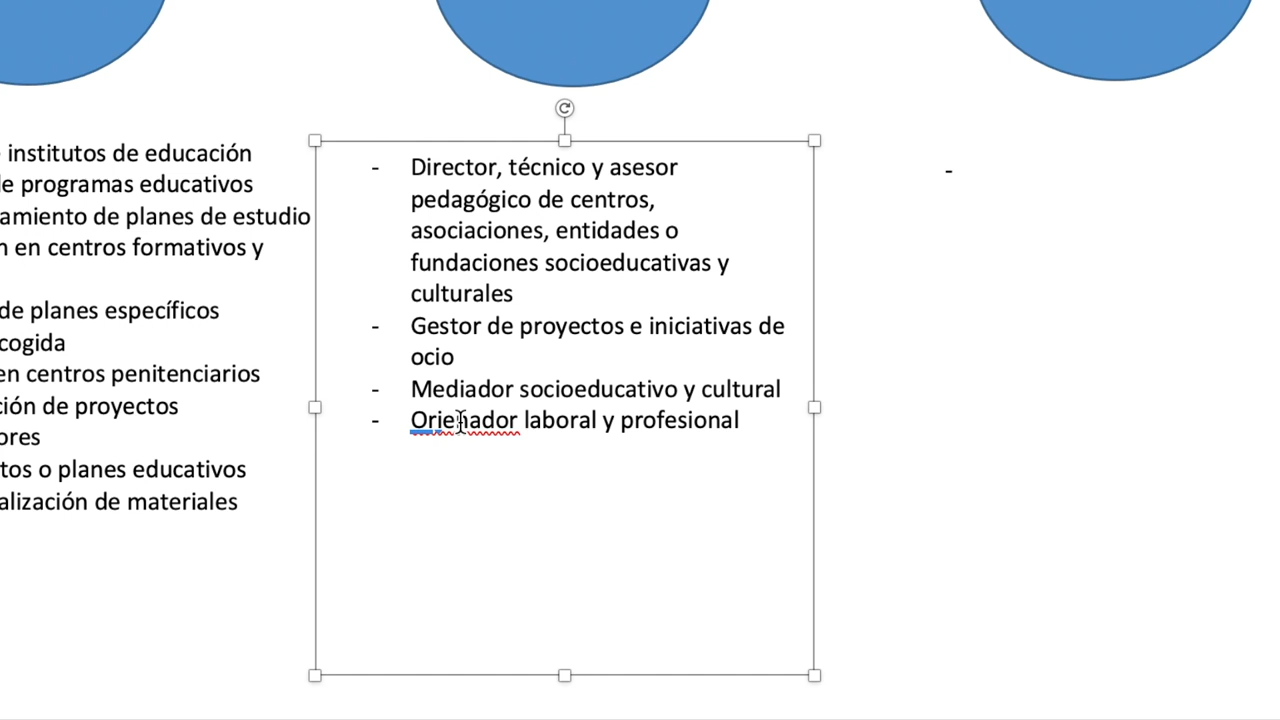 institutos de educación
e programas educativos
amiento de planes de estudio
en centros formativos y
de planes específicos
cogida
en centros penitenciarios
ción de proyectos
ores
tos o planes educativos
alización de materiales
- Director, técnico y asesor
pedagógico de centros,
asociaciones, entidades o
fundaciones socioeducativas y
culturales
- Gestor de proyectos e iniciativas de
ocio
- Mediador socioeducativo y cultural
- Orienador laboral y profesional
-